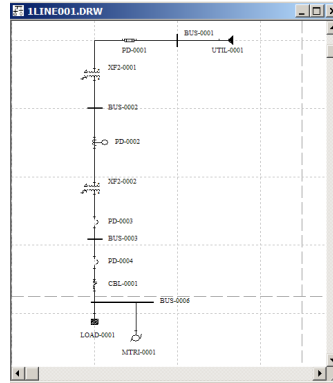 1LINE001.DRW
BUS-0001
PD-0001
UTIL-0001
XF2-0001
BUS-0002
PD-0002
XF2-0002
PD-0003
BUS-0003
PD-0004
CBL-0001
BUS-0006
LOAD-0001
MTRI-0001